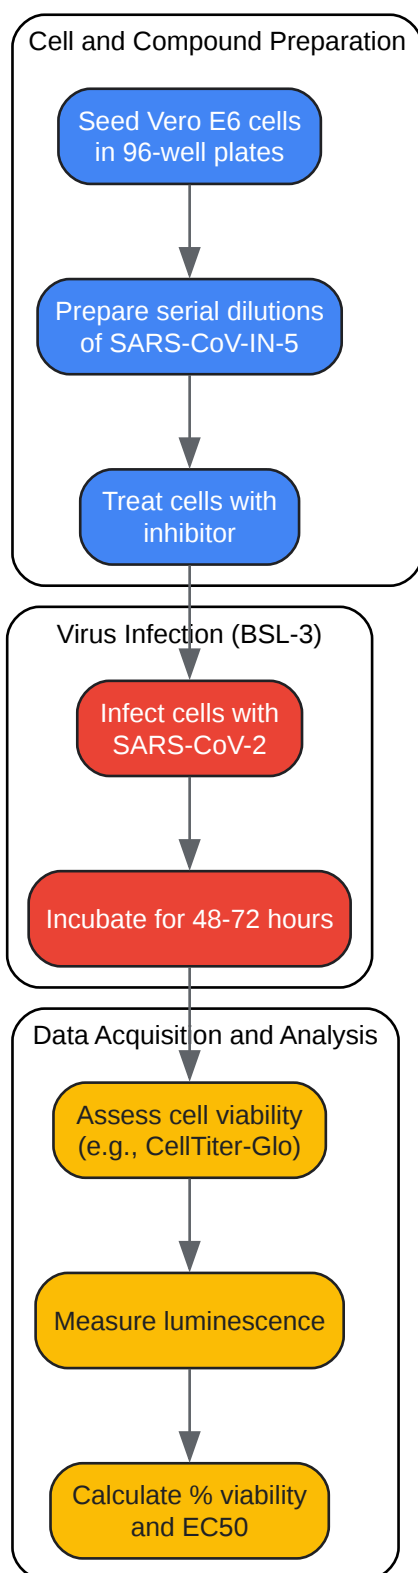 Cell and Compound Preparation
Seed Vero E6 cells
in 96-well plates
Prepare serial dilutions
of SARS-CoV-IN-5
Treat cells with
inhibitor
Virus Infection (BSL-3)
Infect cells with
SARS-CoV-2
Incubate for 48-72 hours
Data Acquisition and Analysis
Assess cell viability
(e.g., CellTiter-Glo)
Measure luminescence
Calculate % viability
and EC50